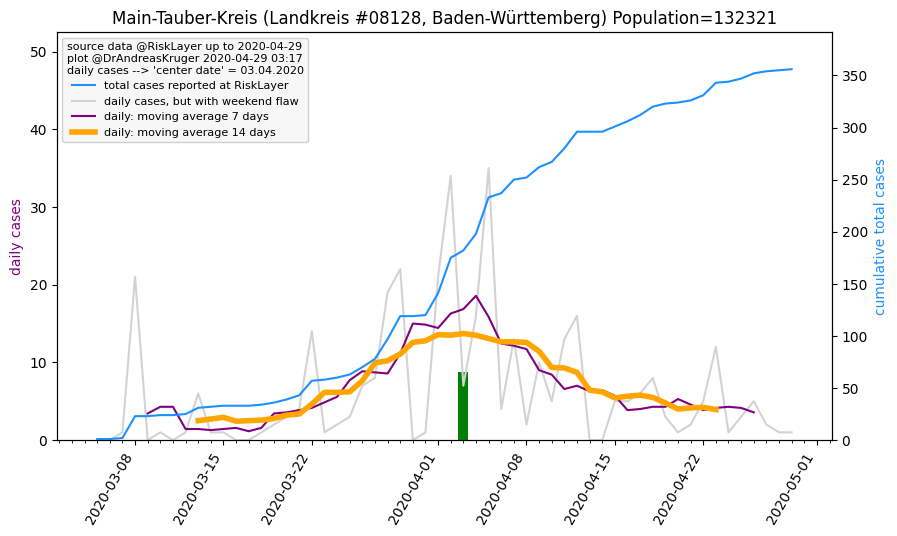 Main-Tauber-Kreis (Landkreis #08128, Baden-Württemberg) Population=132321
source data @RiskLayer up to 2020-04-29
plot @DrAndreasKruger 2020-04-29 03:17
daily cases --> 'center date' = 03.04.2020
total cases reported at RiskLayer
daily cases, but with weekend flaw
daily: moving average 7 days
daily: moving average 14 days
daily cases
50
40
30
20
10
0
cumulative total cases
350
300
250
200
150
100
50
0
2020-03-08
2020-03-15
2020-03-22
2020-04-01
2020-04-08
2020-04-15
2020-04-22
2020-05-01